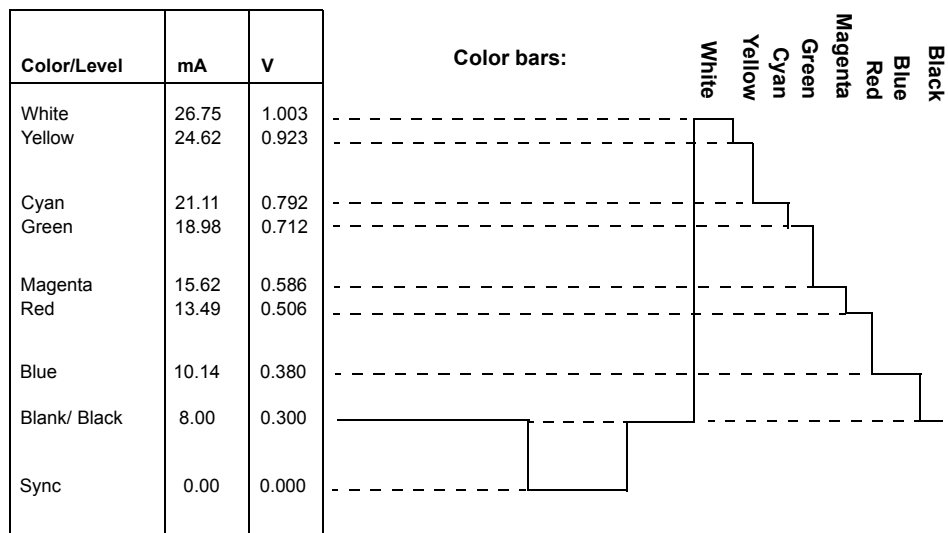 Color/Level mA V
White 26.75 1.003
Yellow 24.62 0.923
Cyan 21.11 0.792
Green 18.98 0.712
Magenta 15.62 0.586
Red 13.49 0.506
Blue 10.14 0.380
Blank/ Black 8.00 0.300
Sync 0.00 0.000
Color bars:
White
Yellow
Cyan
Green
Magenta
Red
Blue
Black